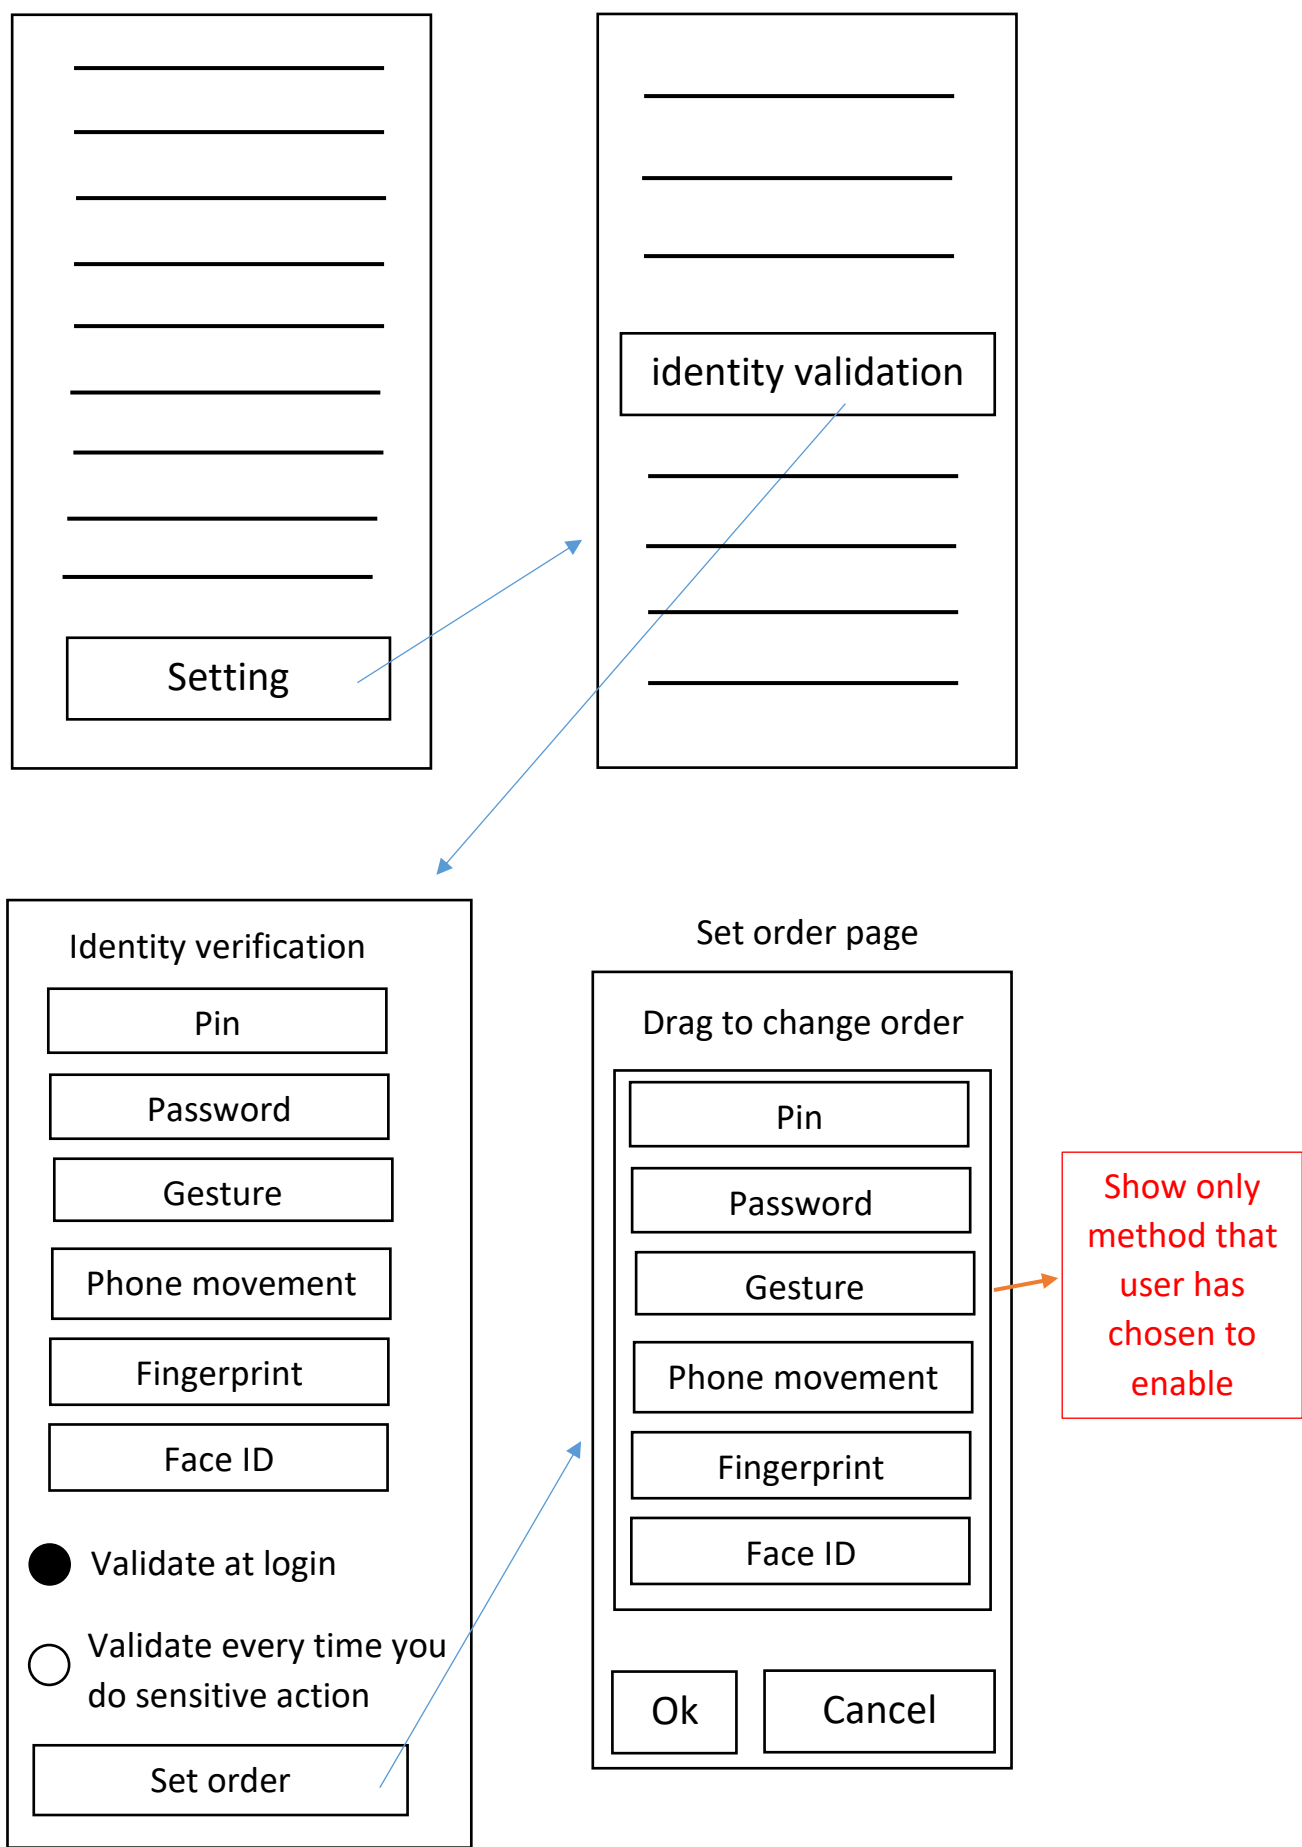 Setting
identity validation
Identity verification
Pin
Password
Gesture
Phone movement
Fingerprint
Face ID
Validate at login
Validate every time you
do sensitive action
Set order
Set order page
Drag to change order
Pin
Password
Gesture
Phone movement
Fingerprint
Face ID
Ok
Cancel
Show only
method that
user has
chosen to
enable